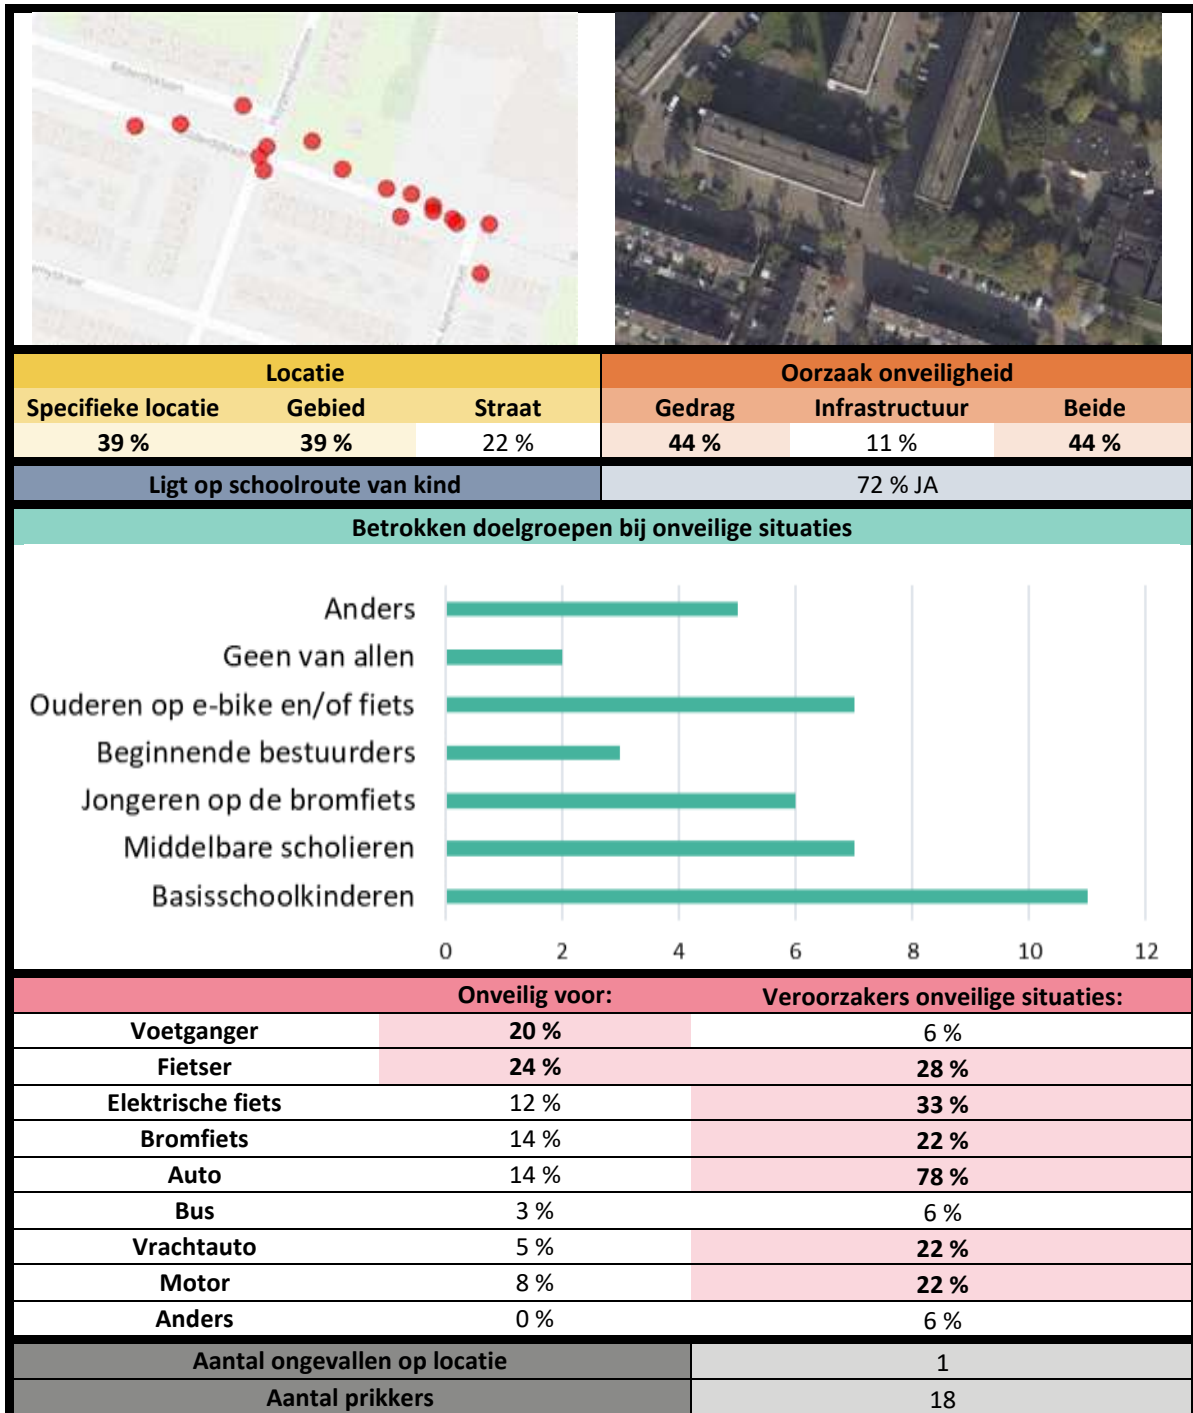 Locatie
Oorzaak onveiligheid
Specifieke locatie Gebied Straat Gedrag Infrastructuur Beide
39 % 39 % 22 % 44 % 11 % 44 %
Ligt op schoolroute van kind 72 % JA
Betrokken doelgroepen bij onveilige situaties
Anders
Geen van allen
Ouderen op e-bike en/of fiets
Beginnende bestuurders
Jongeren op de bromfiets
Middelbare scholieren
Basisschoolkinderen
0 2 4 6 8 10 12
Onveilig voor: Veroorzakers onveilige situaties:
Voetganger 20 % 6 %
Fietser 24 % 28 %
Elektrische fiets 12 % 33 %
Bromfiets 14 % 22 %
Auto 14 % 78 %
Bus 3 % 6 %
Vrachtauto 5 % 22 %
Motor 8 % 22 %
Anders 0 % 6 %
Aantal ongevallen op locatie 1
Aantal prikkers 18